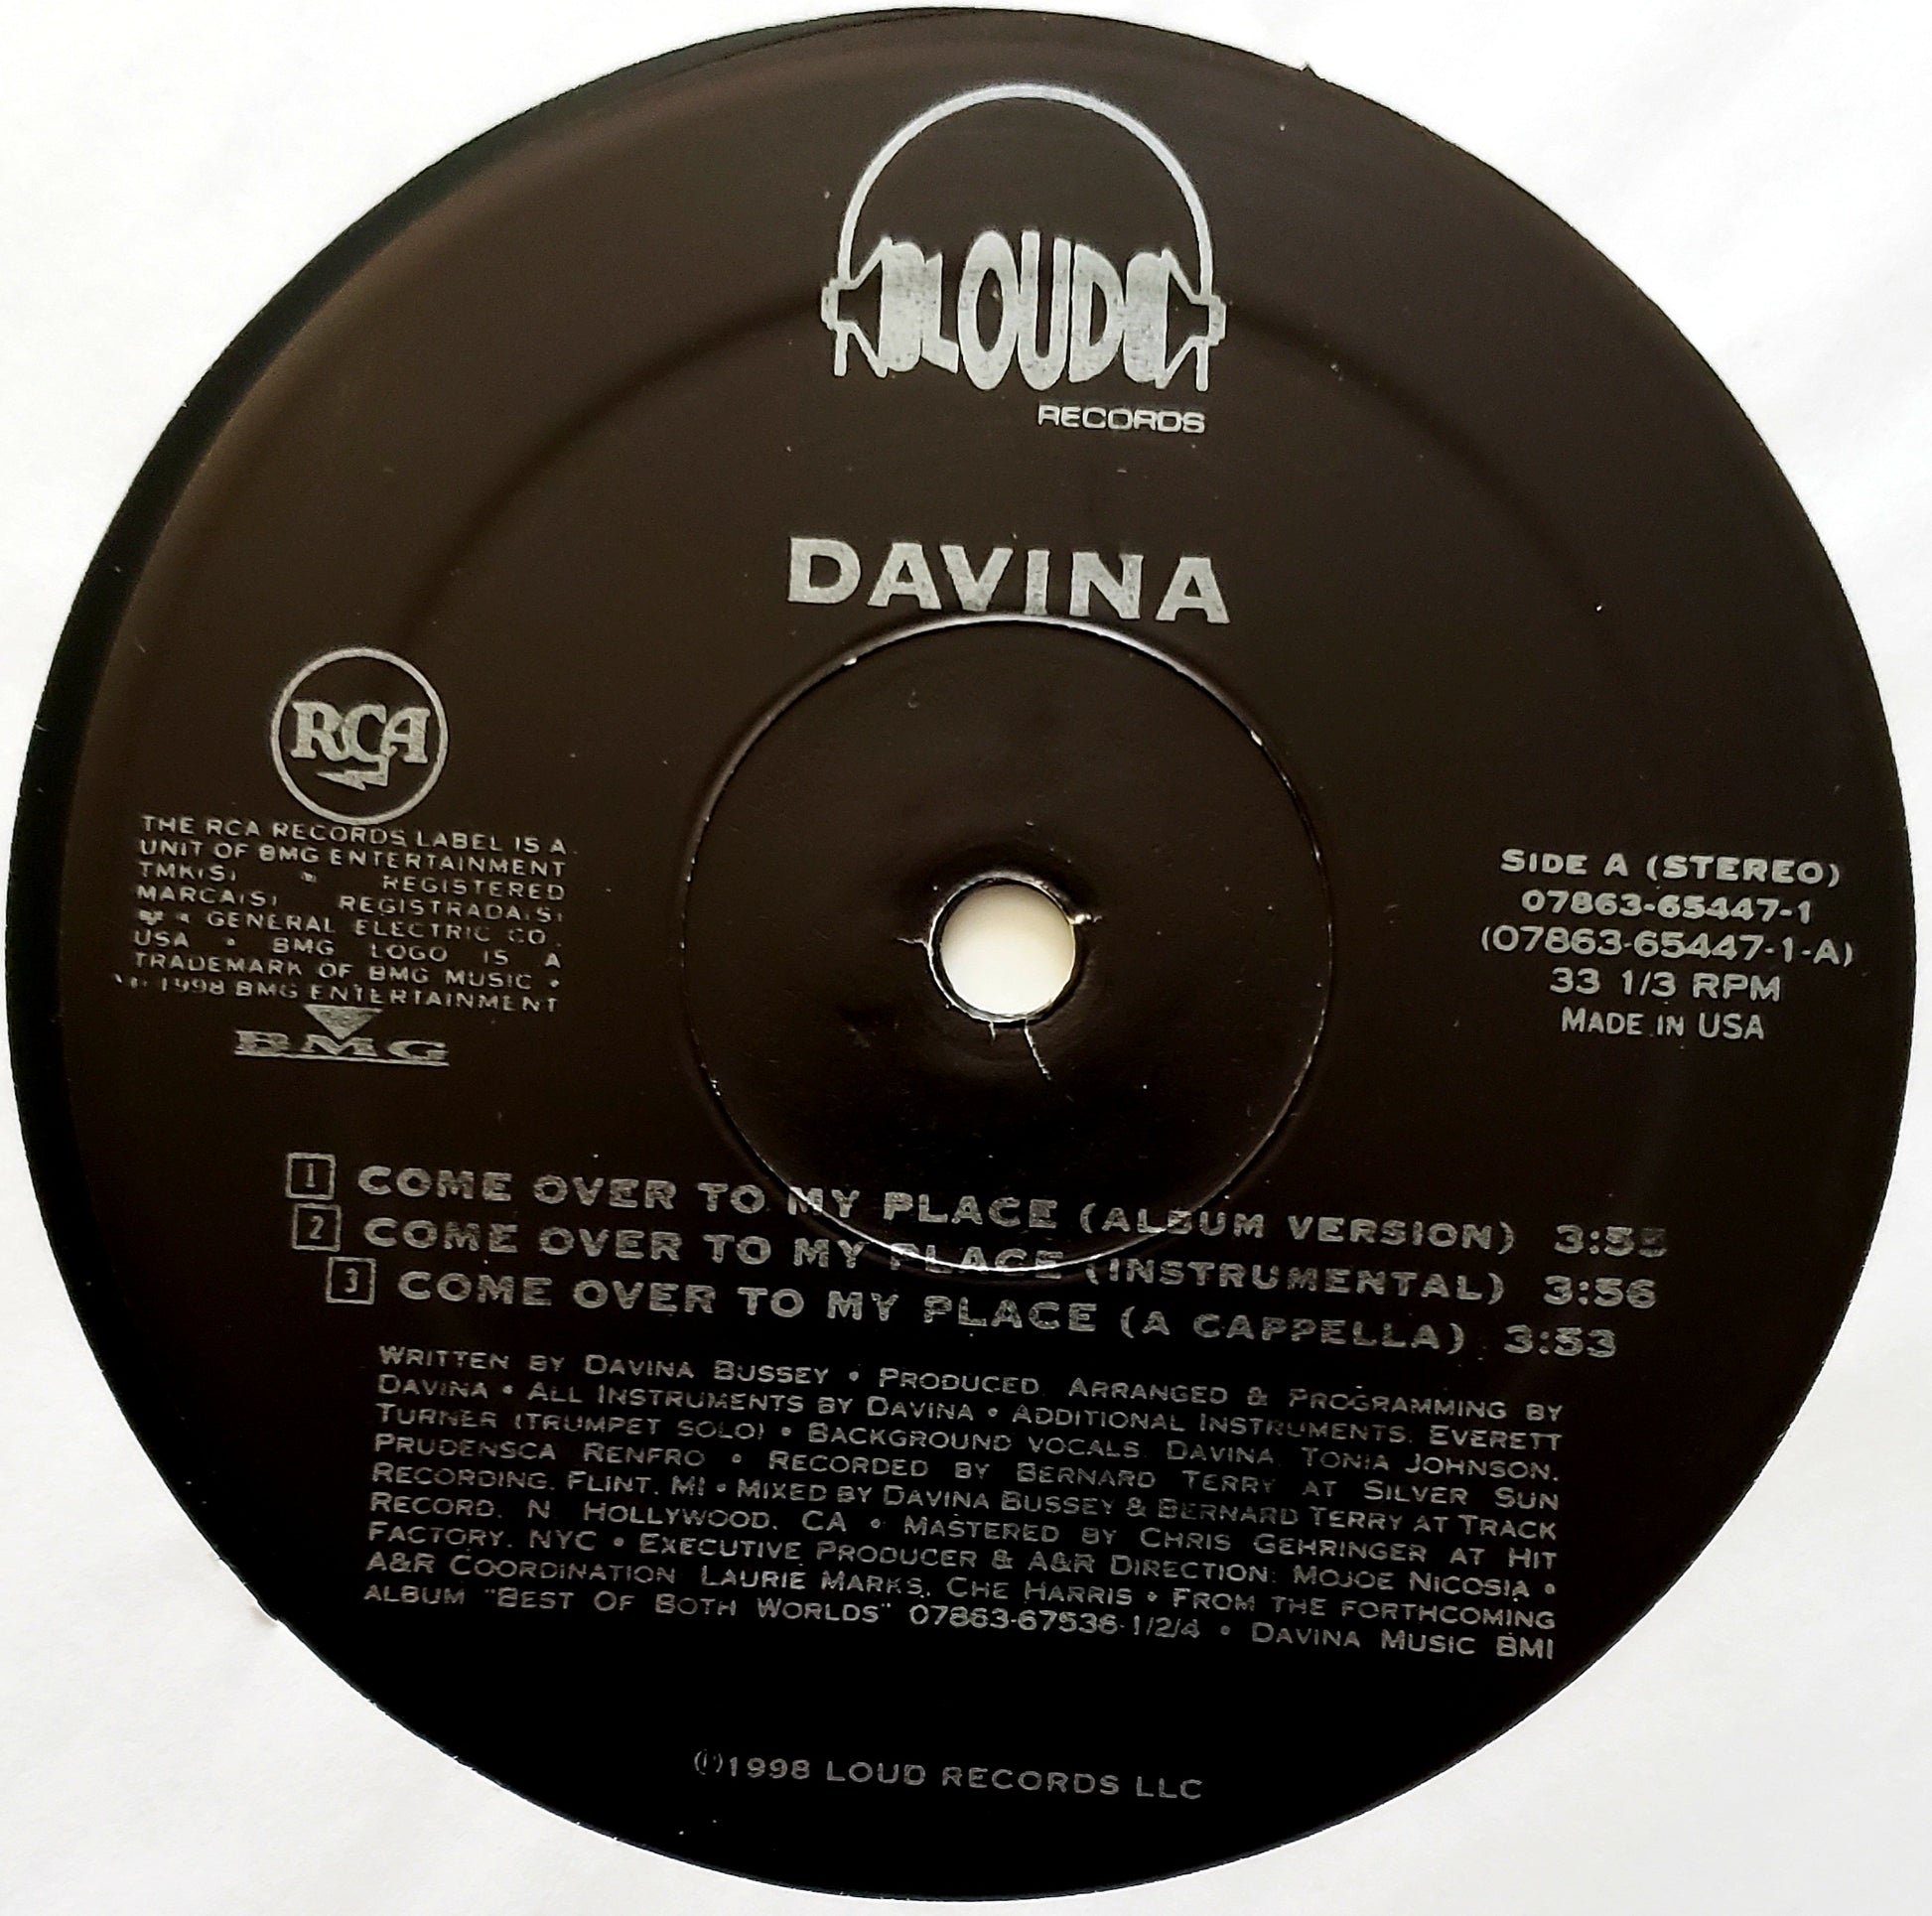 LOUD
RECORDS
DAVINA
RCA
THE RCA RECORDS LABEL IS A
UNIT OF BMG ENTERTAINMENT
TMK(S) REGISTERED
MARCA(S) REGISTRADA(S)
GENERAL ELECTRIC CO.
USA • BMG LOGO IS A
TRADEMARK OF BMG MUSIC •
1998 BMG ENTERTAINMENT
BMG
SIDE A (STEREO)
07863-65447-1
(07863-65447-1-A)
33 1/3 RPM
MADE IN USA
1 COME OVER TO MY PLACE (ALBUM VERSION) 3:55
2 COME OVER TO MY PLACE (INSTRUMENTAL) 3:56
3 COME OVER TO MY PLACE (A CAPPELLA) 3:53
WRITTEN BY DAVINA BUSSEY • PRODUCED, ARRANGED & PROGRAMMING BY
DAVINA • ALL INSTRUMENTS BY DAVINA • ADDITIONAL INSTRUMENTS: EVERETT
TURNER (TRUMPET SOLO) • BACKGROUND VOCALS: DAVINA, TONIA JOHNSON,
PRUDENSCA RENFRO • RECORDED BY BERNARD TERRY AT SILVER SUN
RECORDING, FLINT, MI • MIXED BY DAVINA BUSSEY & BERNARD TERRY AT TRACK
RECORD, N. HOLLYWOOD, CA • MASTERED BY CHRIS GEHRINGER AT HIT
FACTORY, NYC • EXECUTIVE PRODUCER & A&R DIRECTION: MOJOE NICOSIA •
A&R COORDINATION: LAURIE MARKS, CHE HARRIS • FROM THE FORTHCOMING
ALBUM "BEST OF BOTH WORLDS" 07863-67536-1/2/4 • DAVINA MUSIC BMI
℗1998 LOUD RECORDS LLC